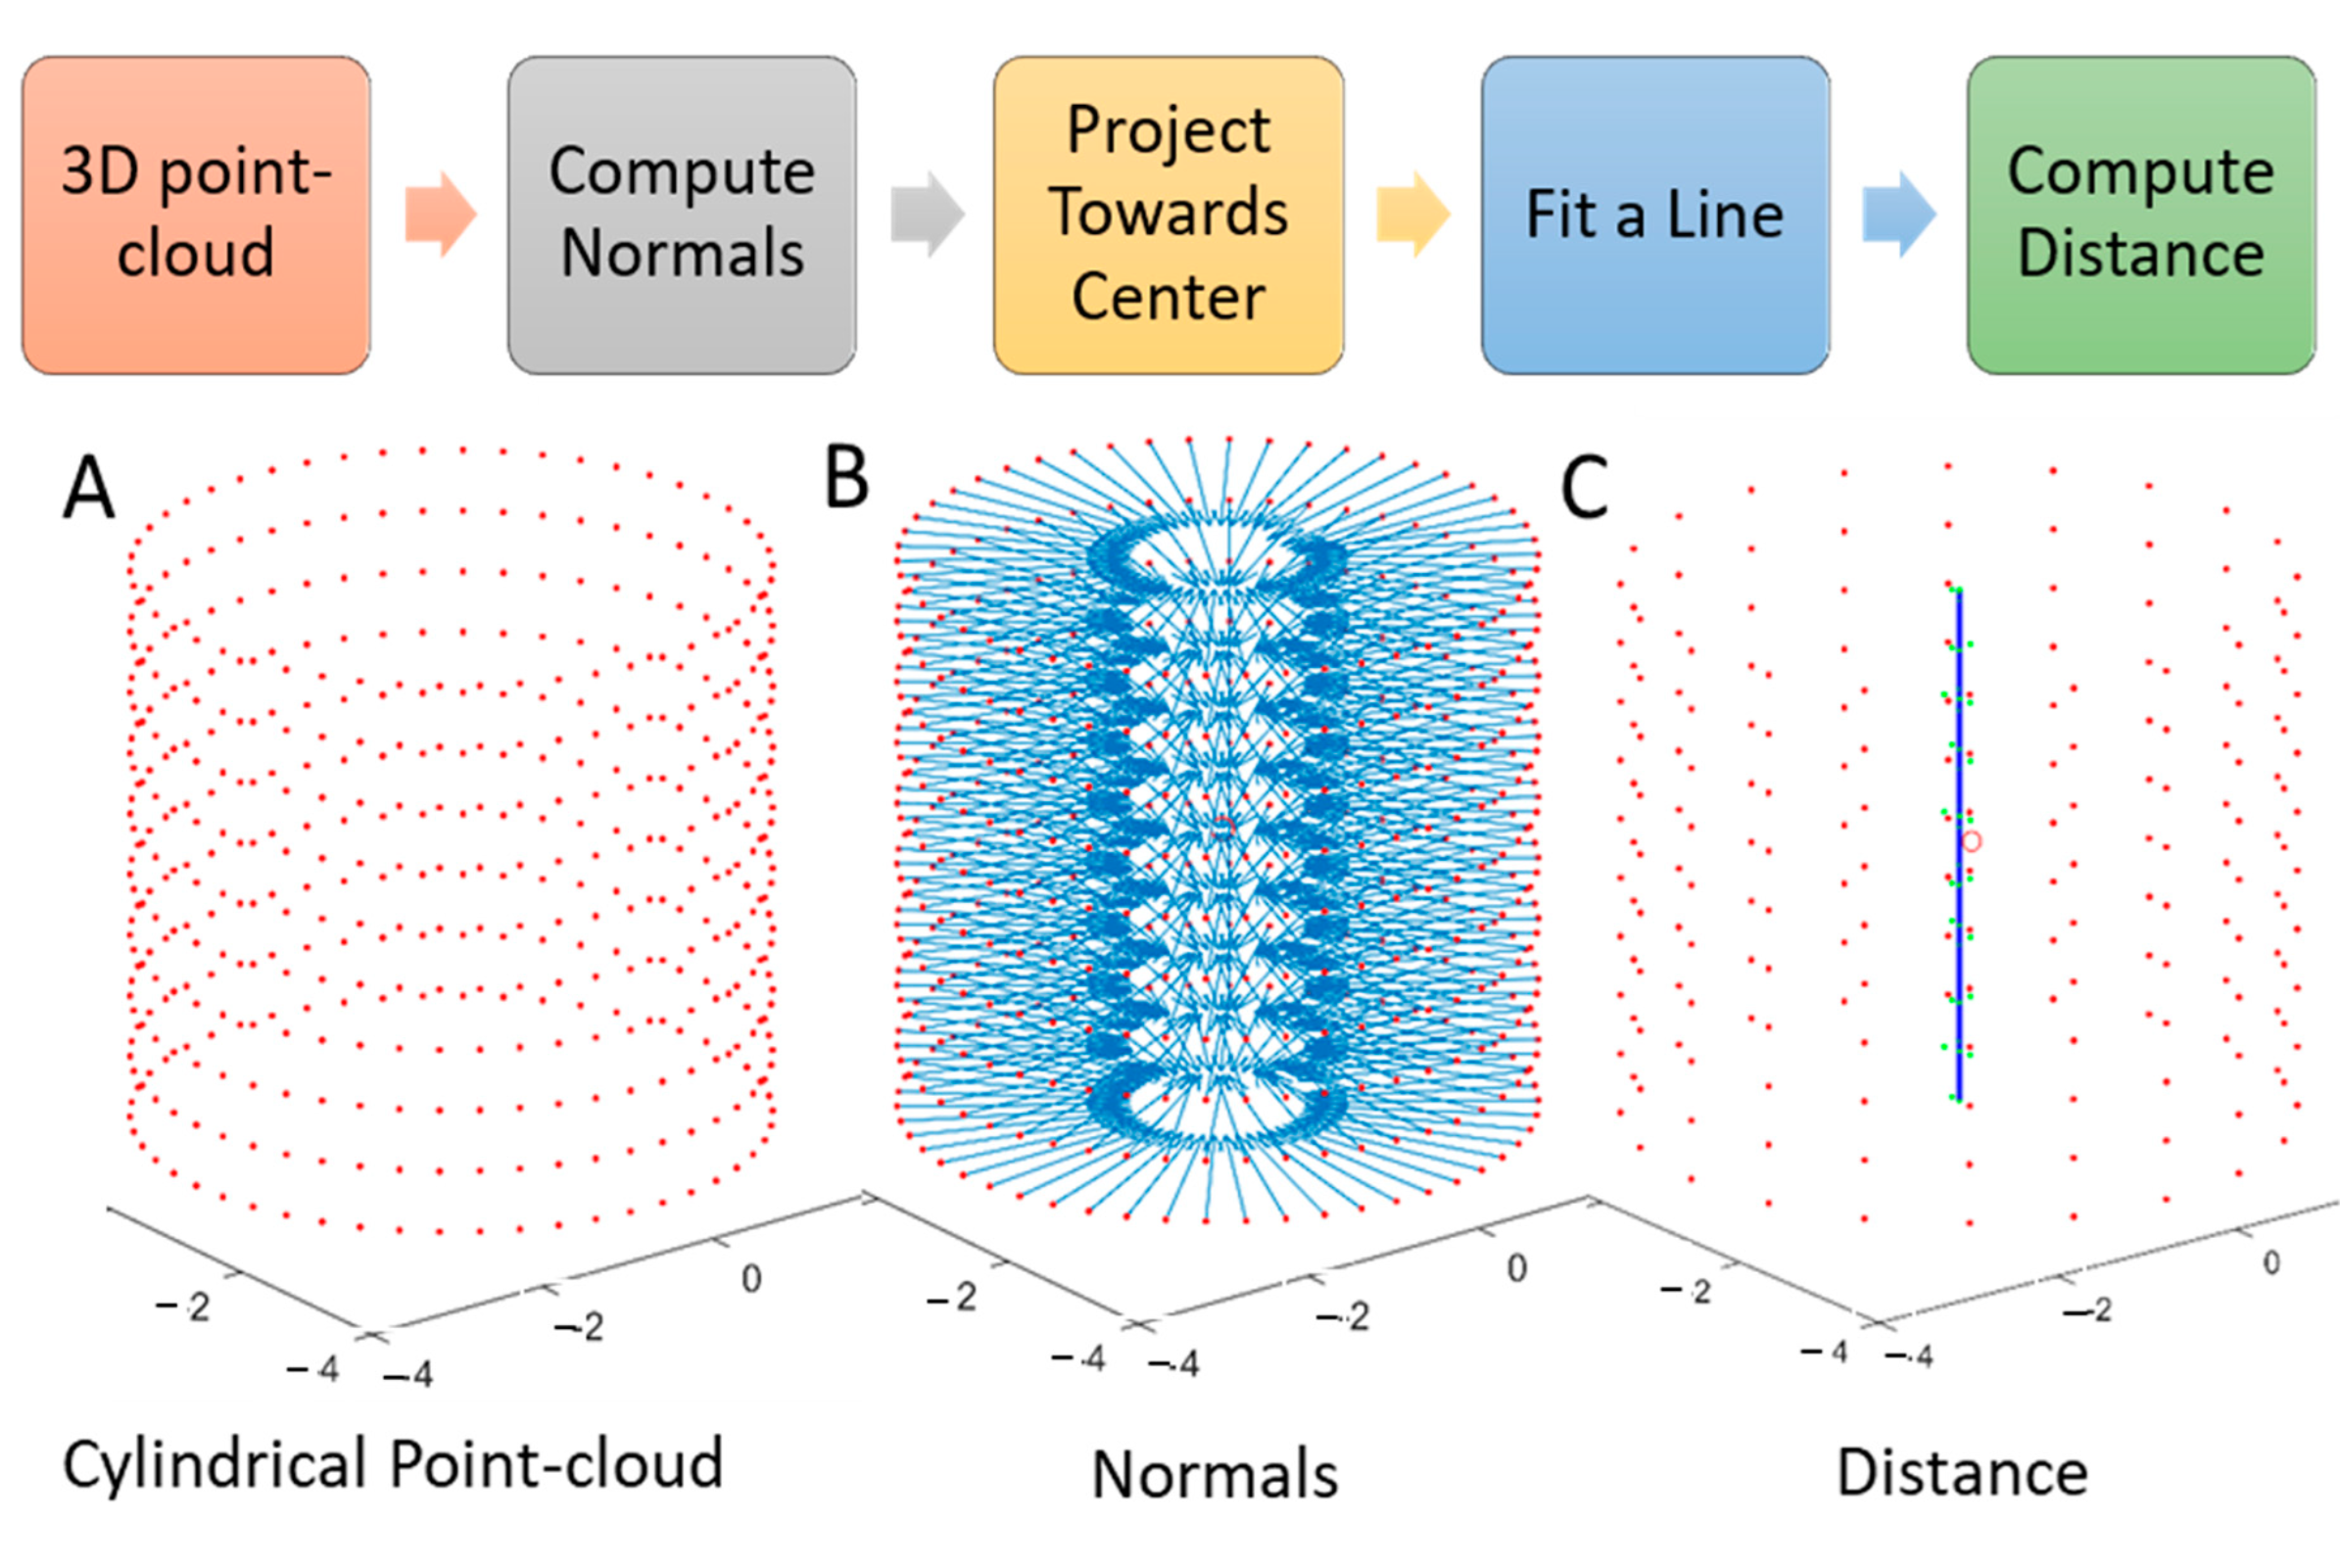 3D point-
cloud
Compute
Normals
Project
Towards
Center
Fit a Line
Compute
Distance
A
B
C
-2
-4
-4
-2
0
-2
-4
-4
-2
0
-2
-4
-4
-2
0
Cylindrical Point-cloud
Normals
Distance